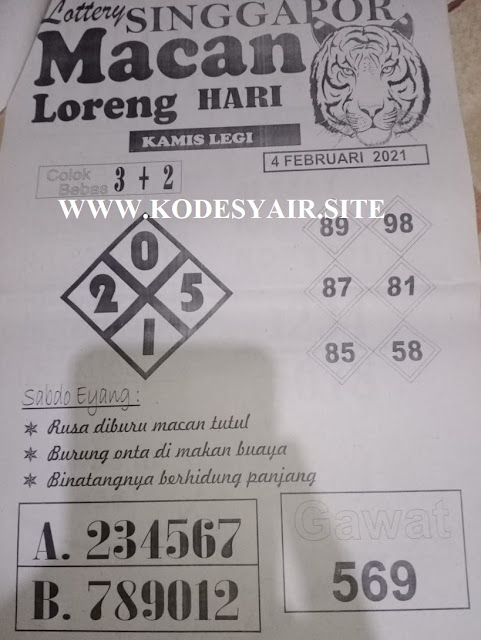 Lottery SINGGAPOR
Macan
Loreng HARI
KAMIS LEGI
4 FEBRUARI 2021
Colok Bebas 3 + 2
WWW.KODESYAIR.SITE
0
2 5
1
89 98
87 81
85 58
Sabdo Eyang :
Rusa diburu macan tutul
Burung onta di makan buaya
Binatangnya berhidung panjang
A. 234567
B. 789012
Gawat
569